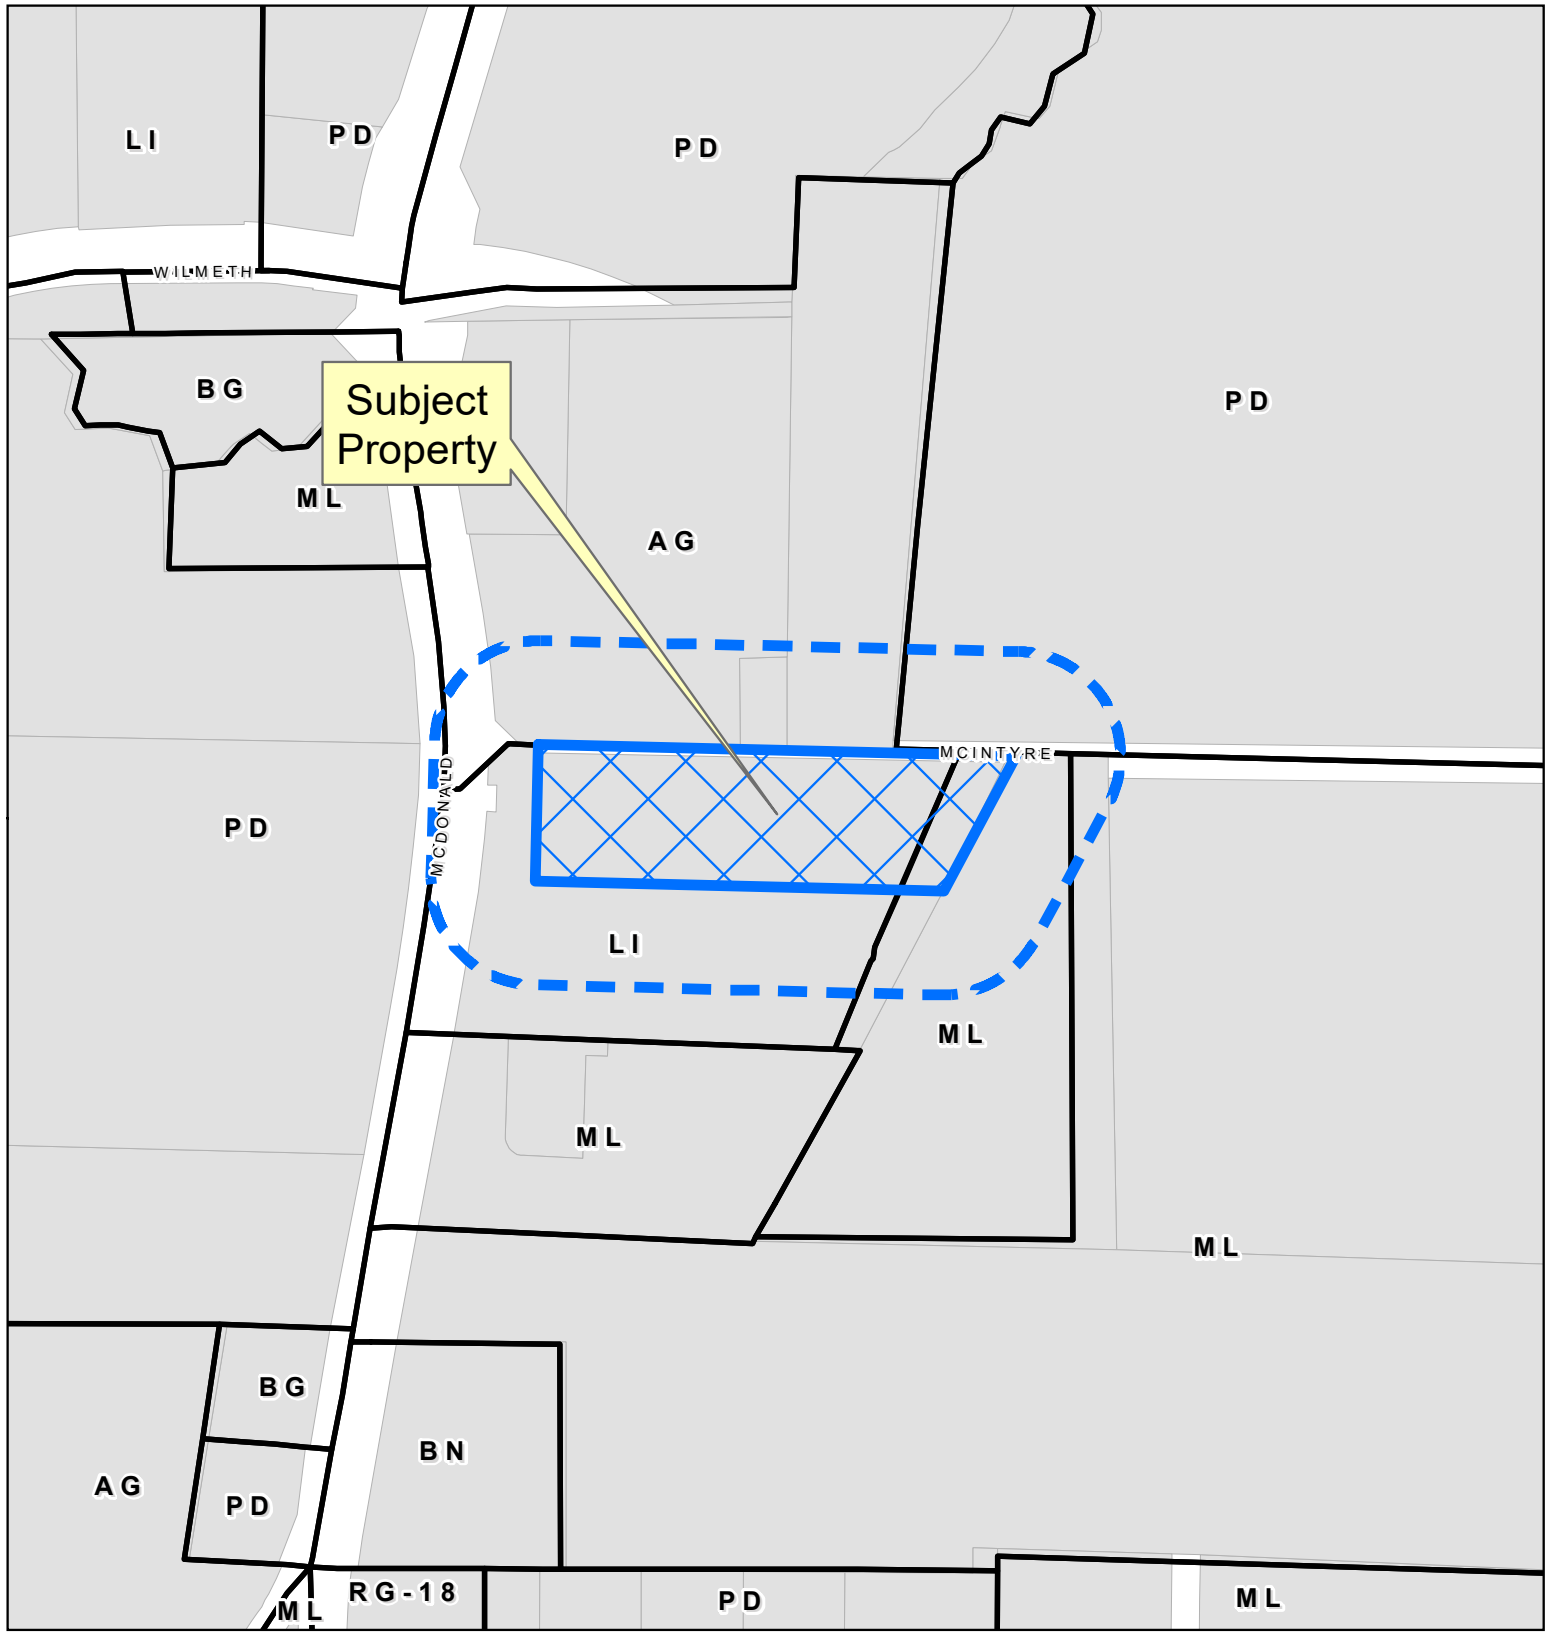 LI
PD
PD
WILMETH
BG
Subject
Property
PD
ML
AG
MCINTYRE
MCDONALD
PD
LI
ML
ML
ML
BG
BN
AG
PD
RG-18
ML
PD
ML